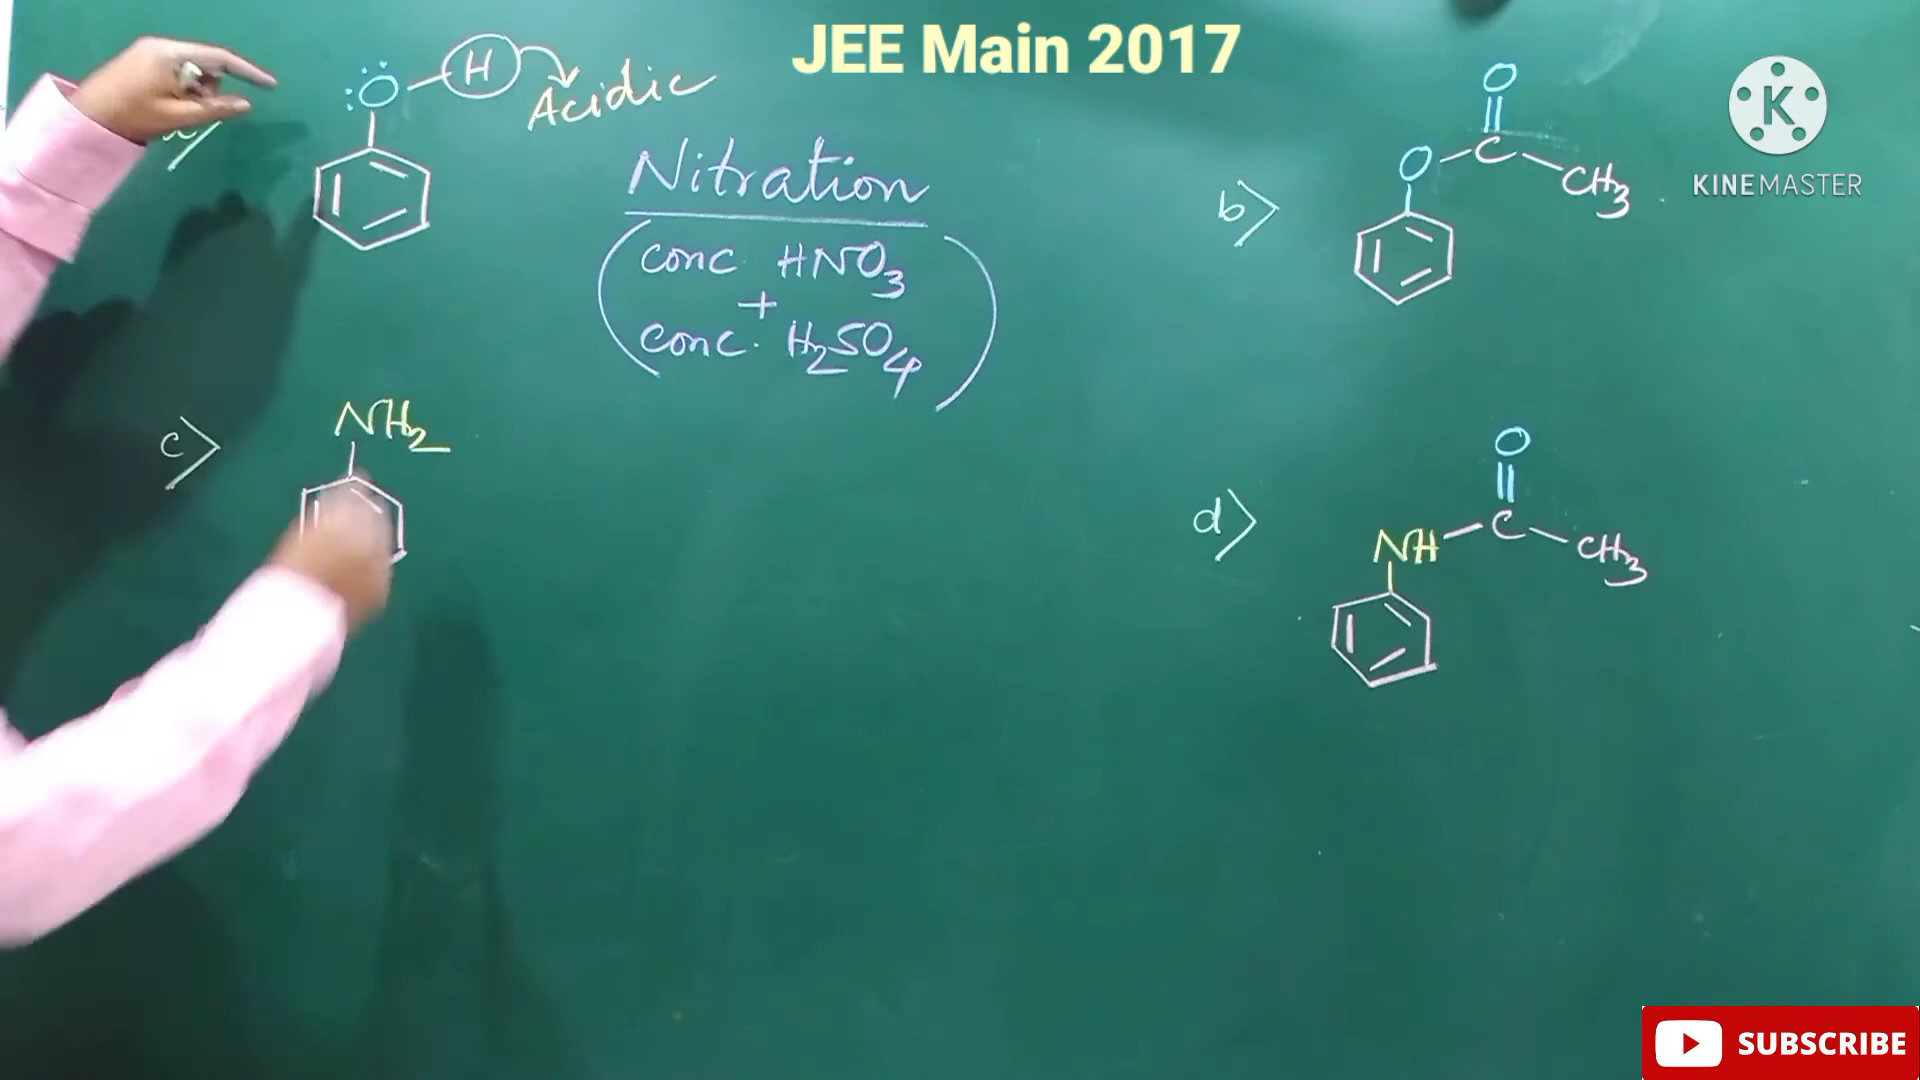 JEE Main 2017
:O-H
Acidic
Nitration
(conc. HNO3
+
conc. H2SO4)
b>
O
||
O-C-CH3
K
KINEMASTER
c>
NH2
d>
O
||
NH-C-CH3
SUBSCRIBE